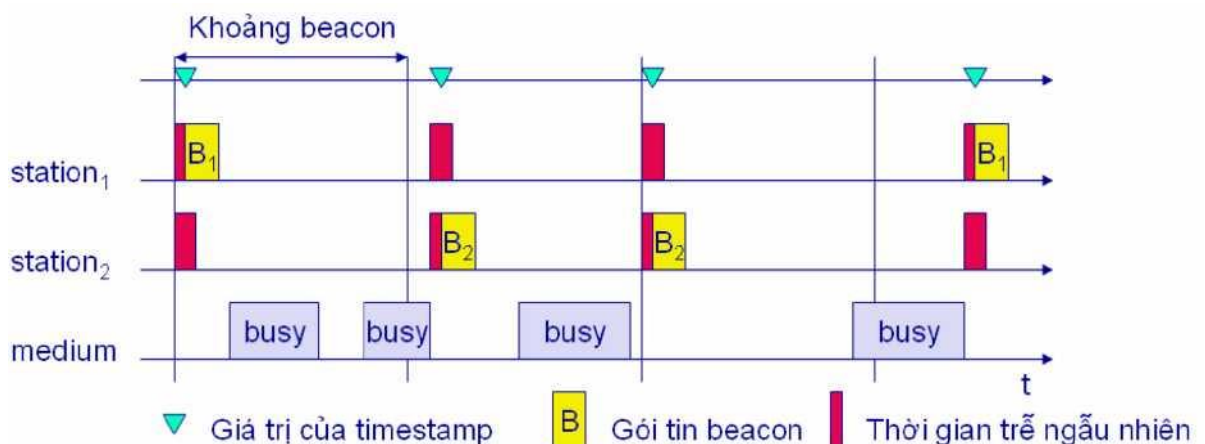 Khoảng beacon
B₁
B₁
station₁
B₂
B₂
station₂
busy
busy
busy
busy
medium
t
Giá trị của timestamp
B
Gói tin beacon
Thời gian trễ ngẫu nhiên